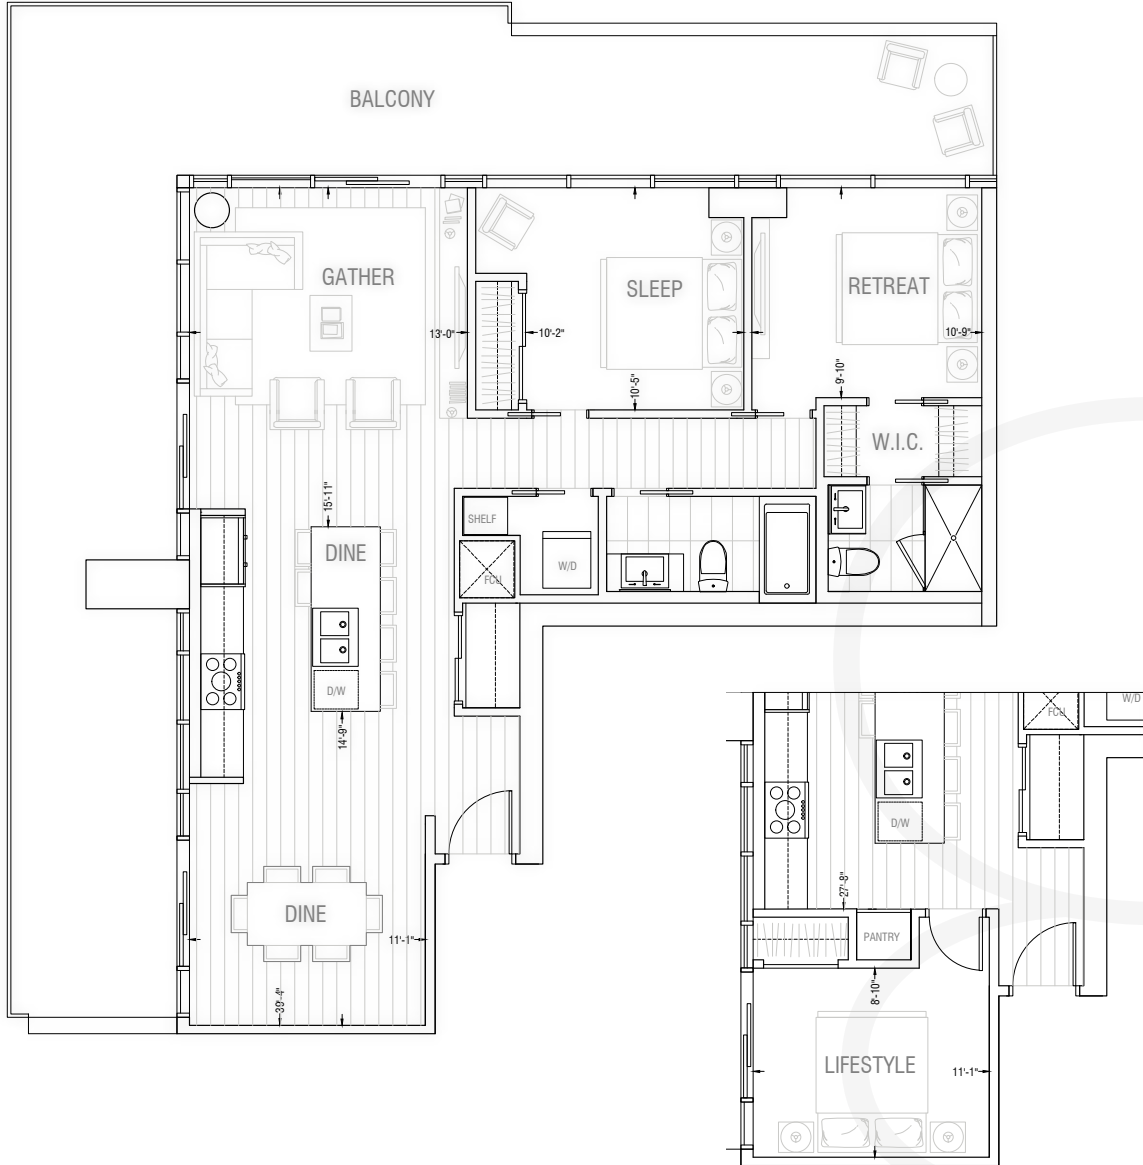 BALCONY
GATHER
SLEEP
RETREAT
13'-0"
10'-2"
10'-9"
10'-5"
9'-10"
W.I.C.
15'-11"
SHELF
DINE
FCU
W/D
D/W
14'-9"
FCU
W/D
D/W
27'-8"
DINE
11'-1"
PANTRY
39'-4"
8'-10"
LIFESTYLE
11'-1"